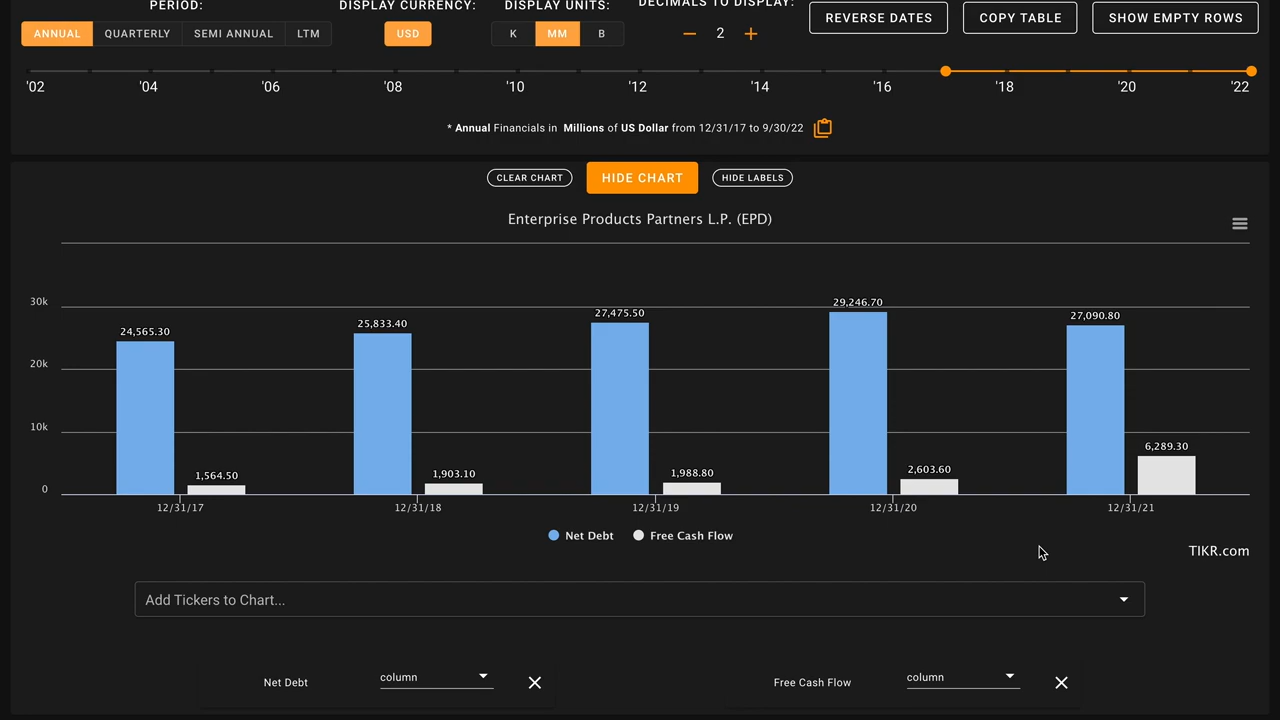 PERIOD: DISPLAY CURRENCY: DISPLAY UNITS: DECIMALS TO DISPLAY:
ANNUAL QUARTERLY SEMI ANNUAL LTM USD K MM B 2 REVERSE DATES COPY TABLE SHOW EMPTY ROWS
'02 '04 '06 '08 '10 '12 '14 '16 '18 '20 '22
* Annual Financials in Millions of US Dollar from 12/31/17 to 9/30/22
CLEAR CHART HIDE CHART HIDE LABELS
Enterprise Products Partners L.P. (EPD)
30k
20k
10k
0
24,565.30 25,833.40 27,475.50 29,246.70 27,090.80
1,564.50 1,903.10 1,988.80 2,603.60 6,289.30
12/31/17 12/31/18 12/31/19 12/31/20 12/31/21
Net Debt Free Cash Flow
TIKR.com
Add Tickers to Chart...
Net Debt column Free Cash Flow column